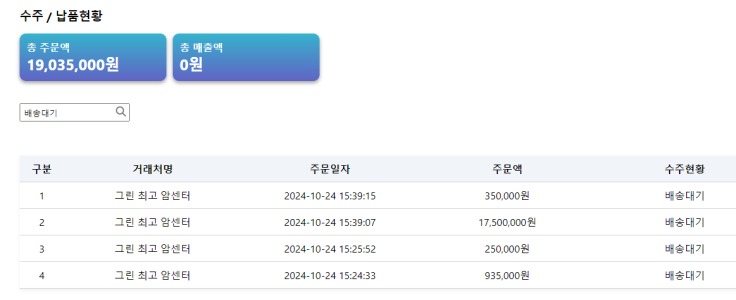 수주 / 납품현황
총 주문액 총 매출액
19,035,000원 0원
배송대기
구분 거래처명 주문일자 주문액 수주현황
1 그린 최고 암센터 2024-10-24 15:39:15 350,000원 배송대기
2 그린 최고 암센터 2024-10-24 15:39:07 17,500,000원 배송대기
3 그린 최고 암센터 2024-10-24 15:25:52 250,000원 배송대기
4 그린 최고 암센터 2024-10-24 15:24:33 935,000원 배송대기